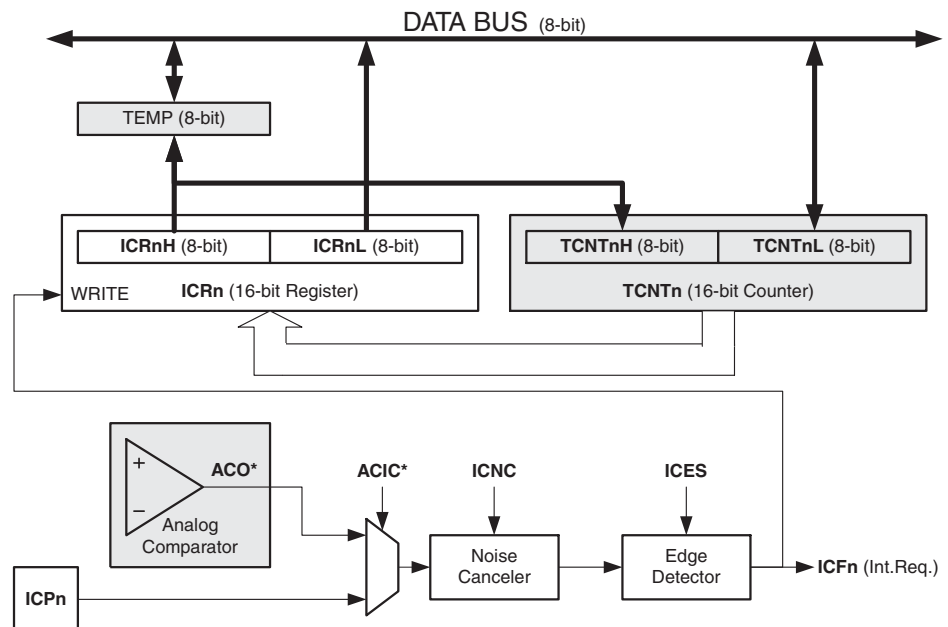 DATA BUS (8-bit)
TEMP (8-bit)
ICRnH (8-bit) ICRnL (8-bit) TCNTnH (8-bit) TCNTnL (8-bit)
WRITE ICRn (16-bit Register) TCNTn (16-bit Counter)
+
−
ACO*
Analog
Comparator
ACIC* ICNC ICES
Noise
Canceler
Edge
Detector
ICFn (Int.Req.)
ICPn